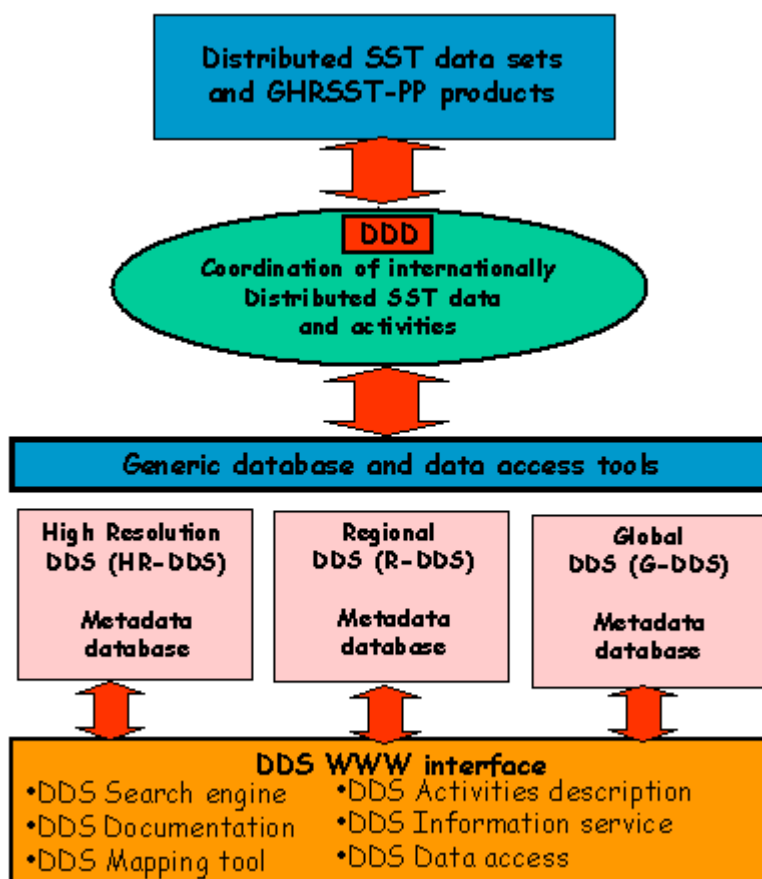 Distributed SST data sets
and GHRSST-PP products
DDD
Coordination of internationally
Distributed SST data
and activities
Generic database and data access tools
High Resolution
DDS (HR-DDS)
Metadada
database
Regional
DDS (R-DDS)
Metadata
database
Global
DDS (G-DDS)
Metadata
database
DDS WWW interface
•DDS Search engine
•DDS Documentation
•DDS Mapping tool
•DDS Activities description
•DDS Information service
•DDS Data access